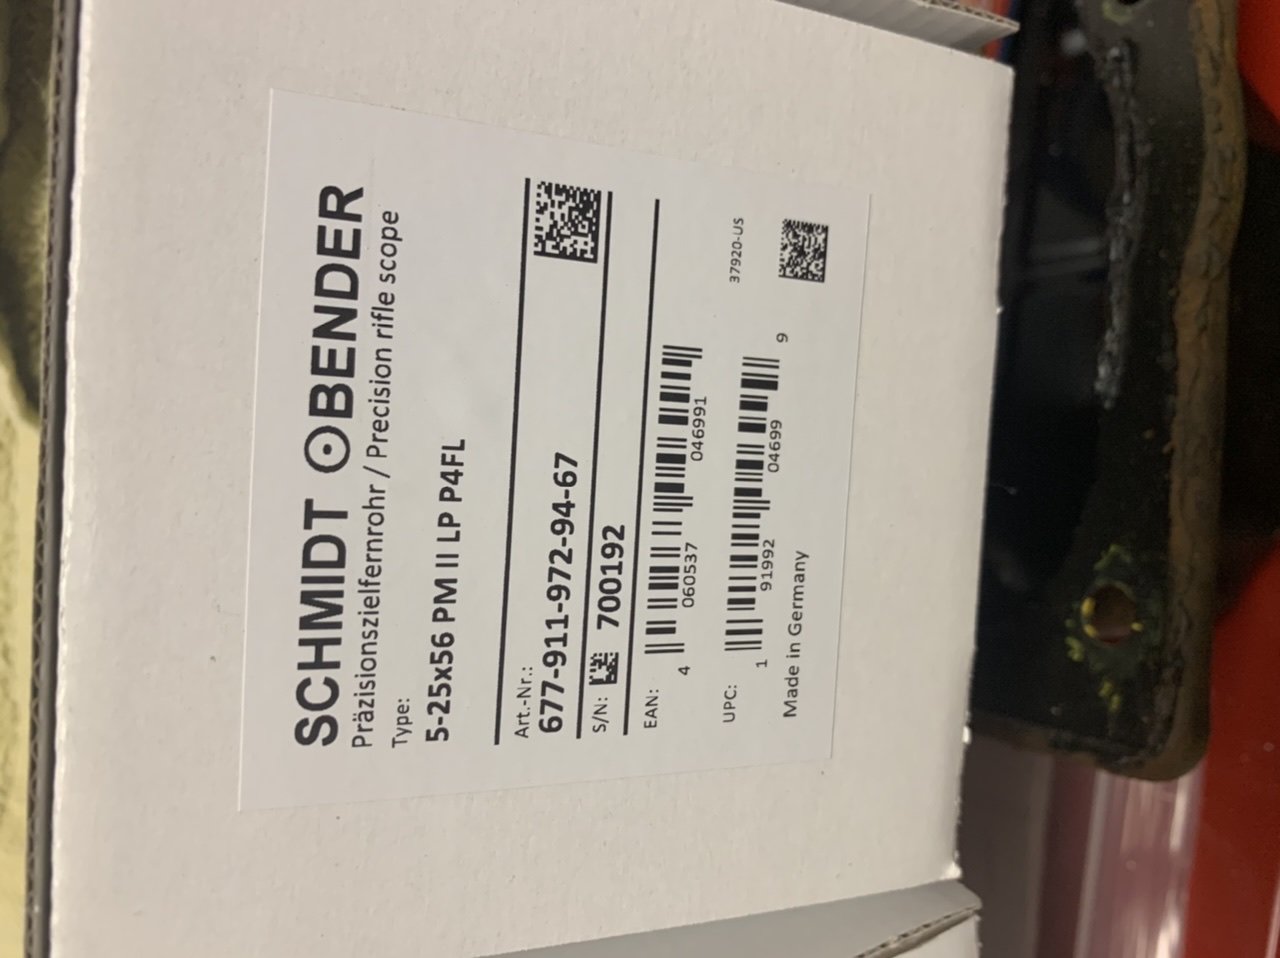 SCHMIDT BENDER
Präzisionszielfernrohr / Precision rifle scope
Type:
5-25x56 PM II LP P4FL
Art.-Nr.:
677-911-972-94-67
S/N: 700192
EAN:
4 060537 046991
37920-US
UPC:
1 91992 04699 9
Made in Germany